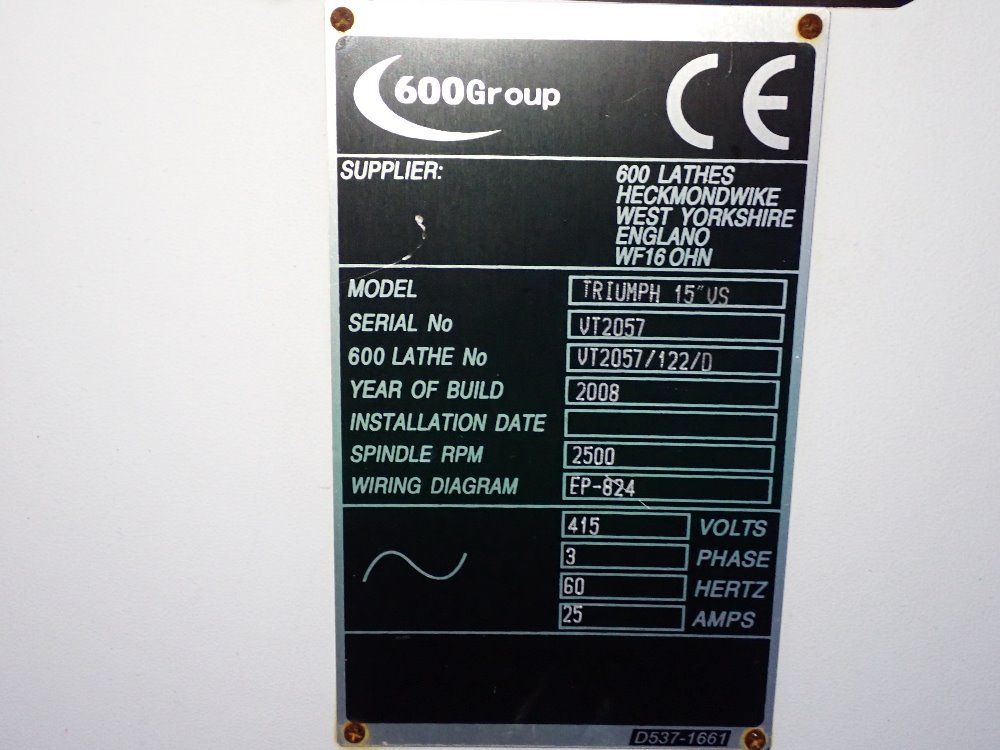 600Group CE
SUPPLIER: 600 LATHES
HECKMONDWIKE
WEST YORKSHIRE
ENGLAND
WF16 0HN
MODEL TRIUMPH 15"VS
SERIAL No VT2057
600 LATHE No VT2057/122/D
YEAR OF BUILD 2008
INSTALLATION DATE
SPINDLE RPM 2500
WIRING DIAGRAM EP-824
415 VOLTS
3 PHASE
60 HERTZ
25 AMPS
D537-1661